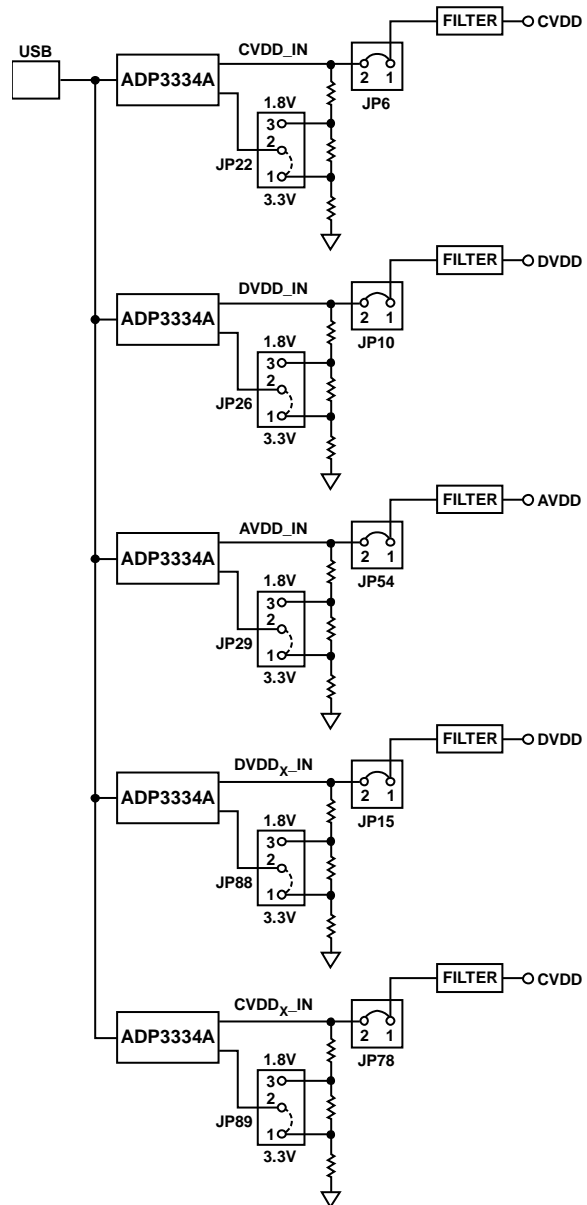 FILTER CVDD
USB
CVDD_IN
2 1
ADP3334A
JP6
1.8V
3
2
JP22
1
3.3V
FILTER DVDD
DVDD_IN
2 1
ADP3334A
JP10
1.8V
3
2
JP26
1
3.3V
FILTER AVDD
AVDD_IN
2 1
ADP3334A
JP54
1.8V
3
2
JP29
1
3.3V
FILTER DVDD
DVDDX_IN
2 1
ADP3334A
JP15
1.8V
3
2
JP88
1
3.3V
FILTER CVDD
CVDDX_IN
2 1
ADP3334A
JP78
1.8V
3
2
JP89
1
3.3V